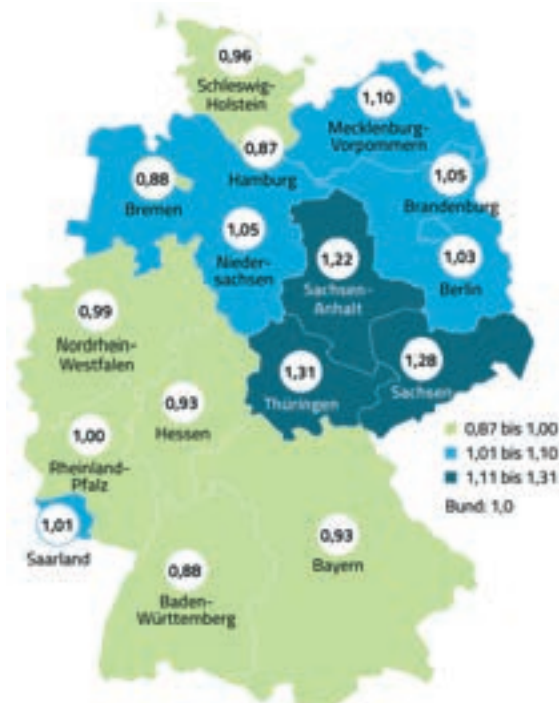 0,96
Schleswig-
Holstein
1,10
Mecklenburg-
Vorpommern
0,87
Hamburg
0,88
Bremen
1,05
Brandenburg
1,05
Nieder-
sachsen
1,22
Sachsen-
Anhalt
1,03
Berlin
0,99
Nordrhein-
Westfalen
0,93
Hessen
1,31
Thüringen
1,28
Sachsen
1,00
Rheinland-
Pfalz
1,01
Saarland
0,88
Baden-
Württemberg
0,93
Bayern
0,87 bis 1,00
1,01 bis 1,10
1,11 bis 1,31
Bund: 1,0